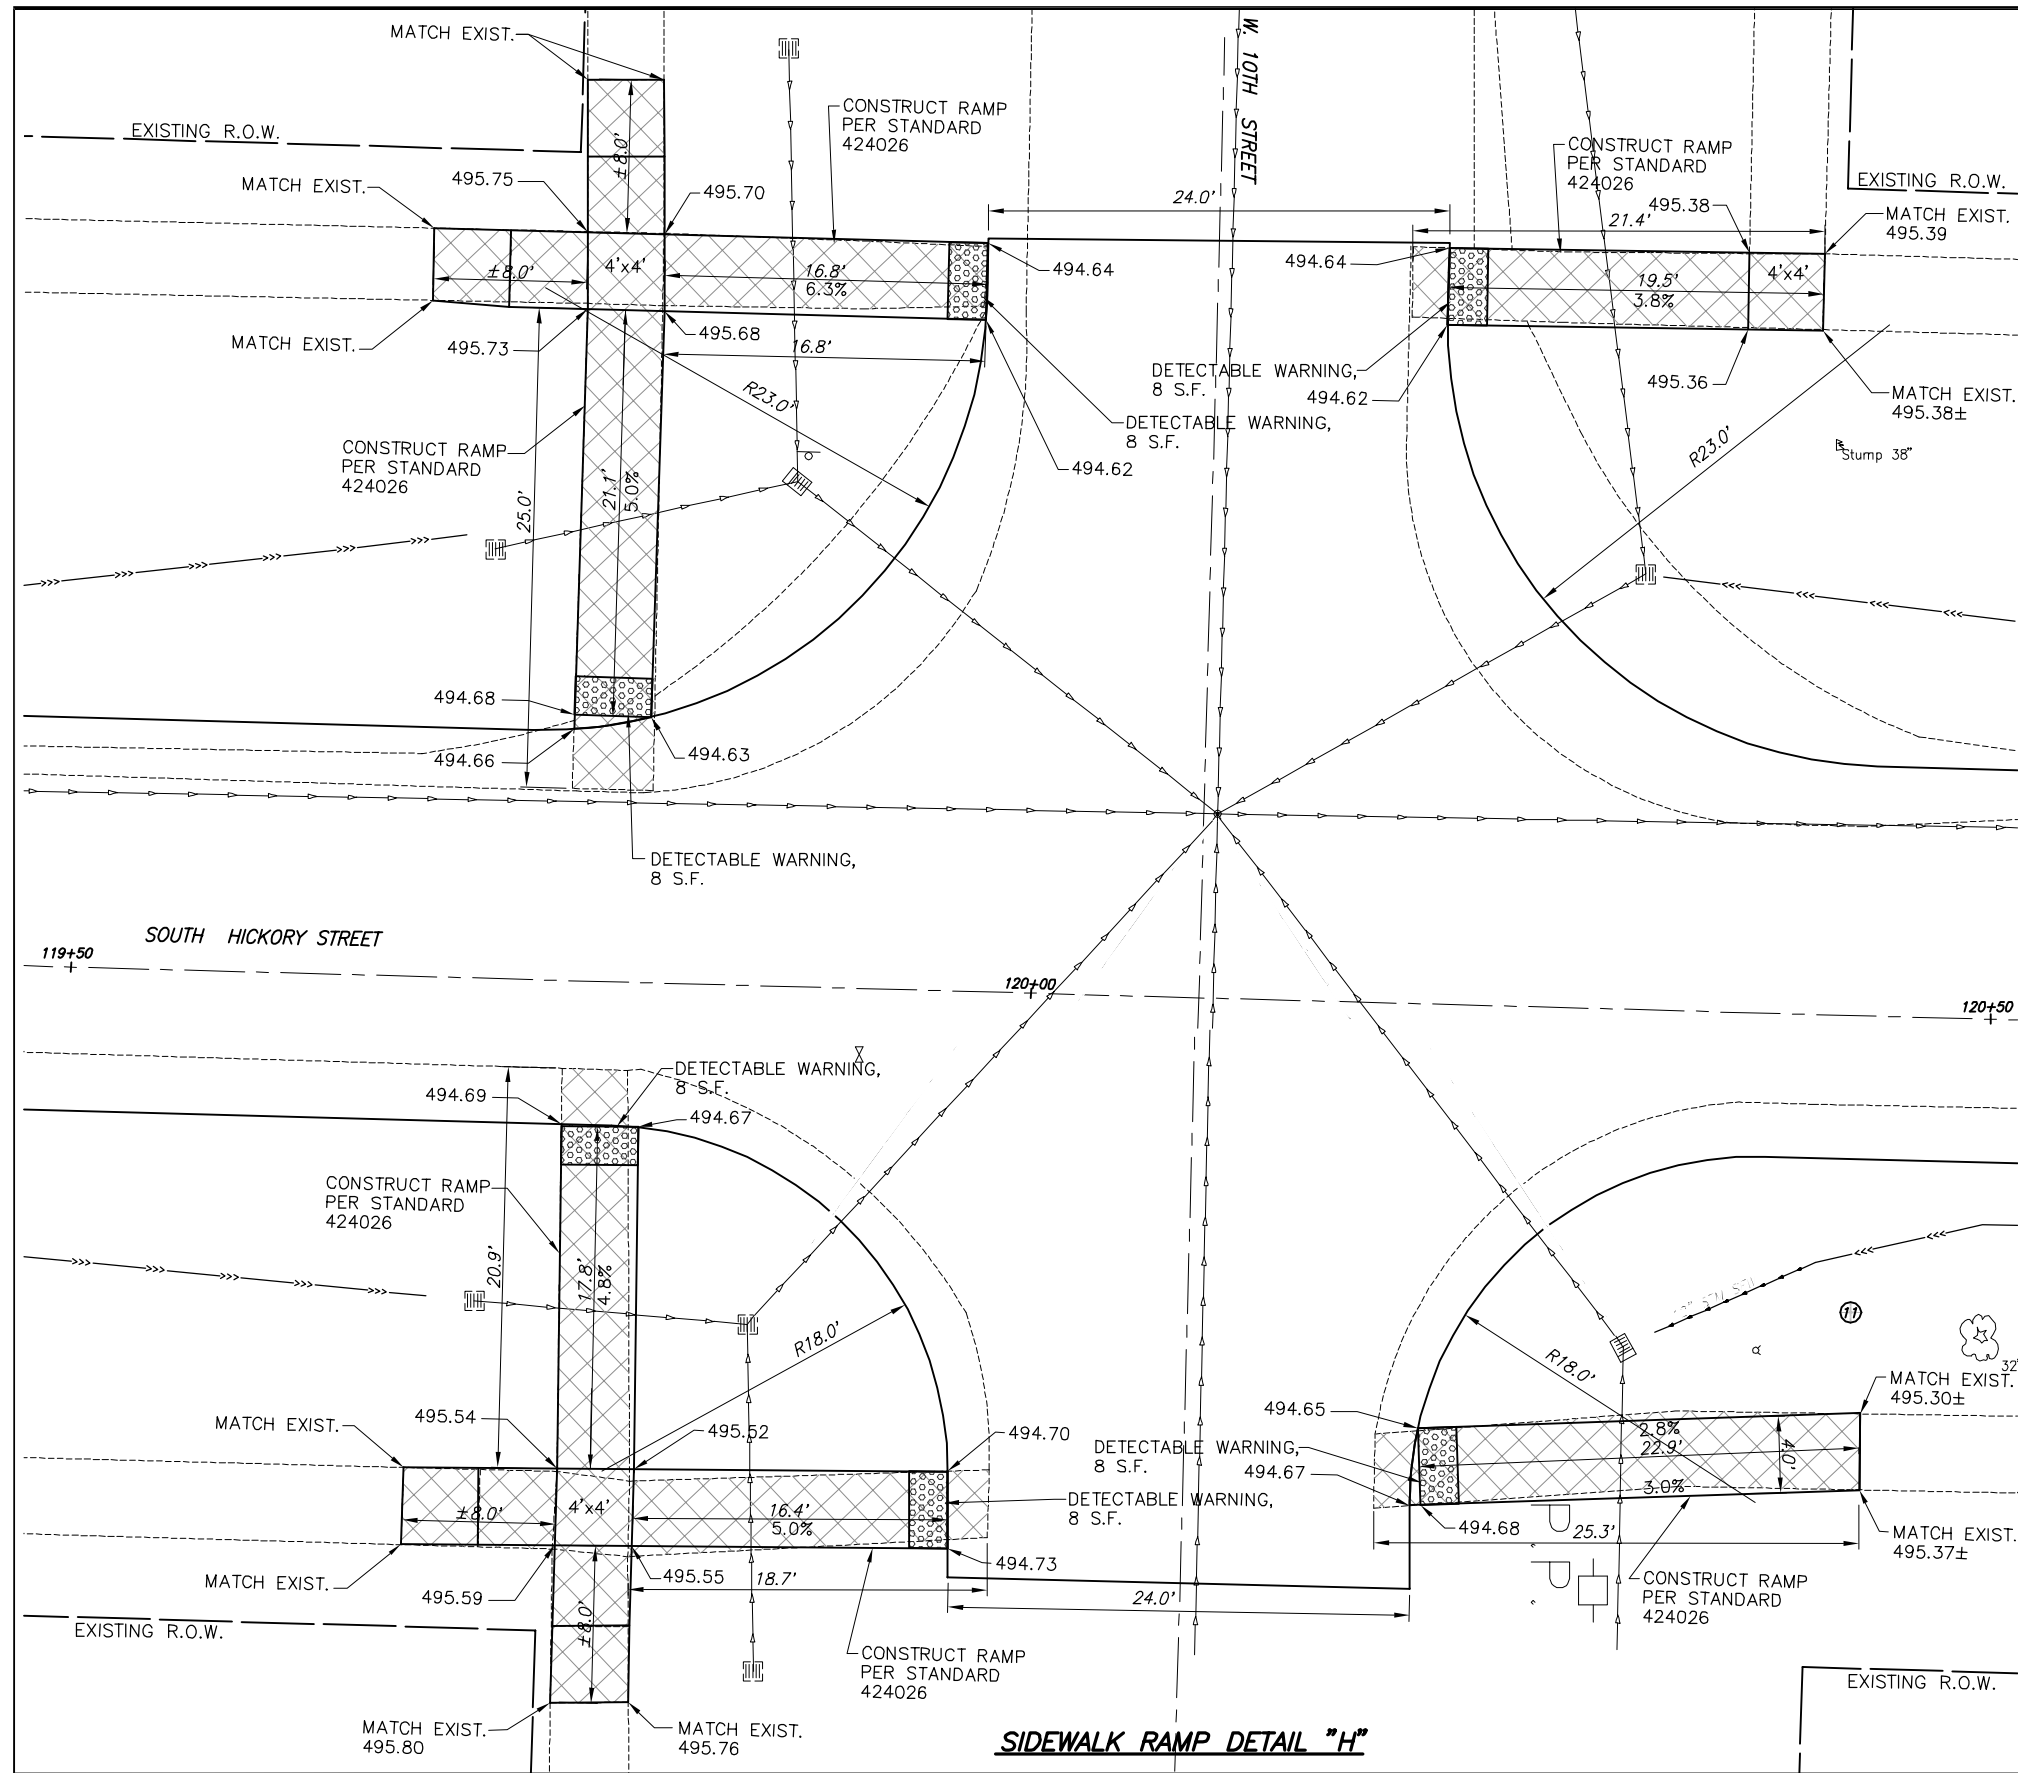 MATCH EXIST.
W. 10TH STREET
CONSTRUCT RAMP
PER STANDARD
424026
EXISTING R.O.W.
±8.0'
CONSTRUCT RAMP
PER STANDARD
424026
EXISTING R.O.W.
MATCH EXIST.
495.75
495.70
24.0'
495.38
21.4'
MATCH EXIST.
495.39
±8.0'
4'x4'
16.8'
6.3%
494.64
494.64
19.5'
3.8%
4'x4'
MATCH EXIST.
495.73
495.68
16.8'
DETECTABLE WARNING,
8 S.F.
494.62
495.36
MATCH EXIST.
495.38±
R23.0'
DETECTABLE WARNING,
8 S.F.
494.62
R23.0'
Stump 38"
CONSTRUCT RAMP
PER STANDARD
424026
25.0'
21.1'
5.0%
494.68
494.66
494.63
DETECTABLE WARNING,
8 S.F.
SOUTH HICKORY STREET
119+50
120+00
120+50
DETECTABLE WARNING,
8 S.F.
494.69
494.67
CONSTRUCT RAMP
PER STANDARD
424026
20.9'
17.8'
4.8%
R18.0'
R18.0'
11
32"
MATCH EXIST.
495.30±
MATCH EXIST.
495.54
495.52
494.70
494.65
DETECTABLE WARNING,
8 S.F.
494.67
2.8%
22.9'
4.0'
3.0%
±8.0'
4'x4'
16.4'
5.0%
DETECTABLE WARNING,
8 S.F.
494.68
25.3'
MATCH EXIST.
495.37±
MATCH EXIST.
495.59
495.55
494.73
18.7'
24.0'
CONSTRUCT RAMP
PER STANDARD
424026
EXISTING R.O.W.
±8.0'
CONSTRUCT RAMP
PER STANDARD
424026
EXISTING R.O.W.
MATCH EXIST.
495.80
MATCH EXIST.
495.76
SIDEWALK RAMP DETAIL "H"